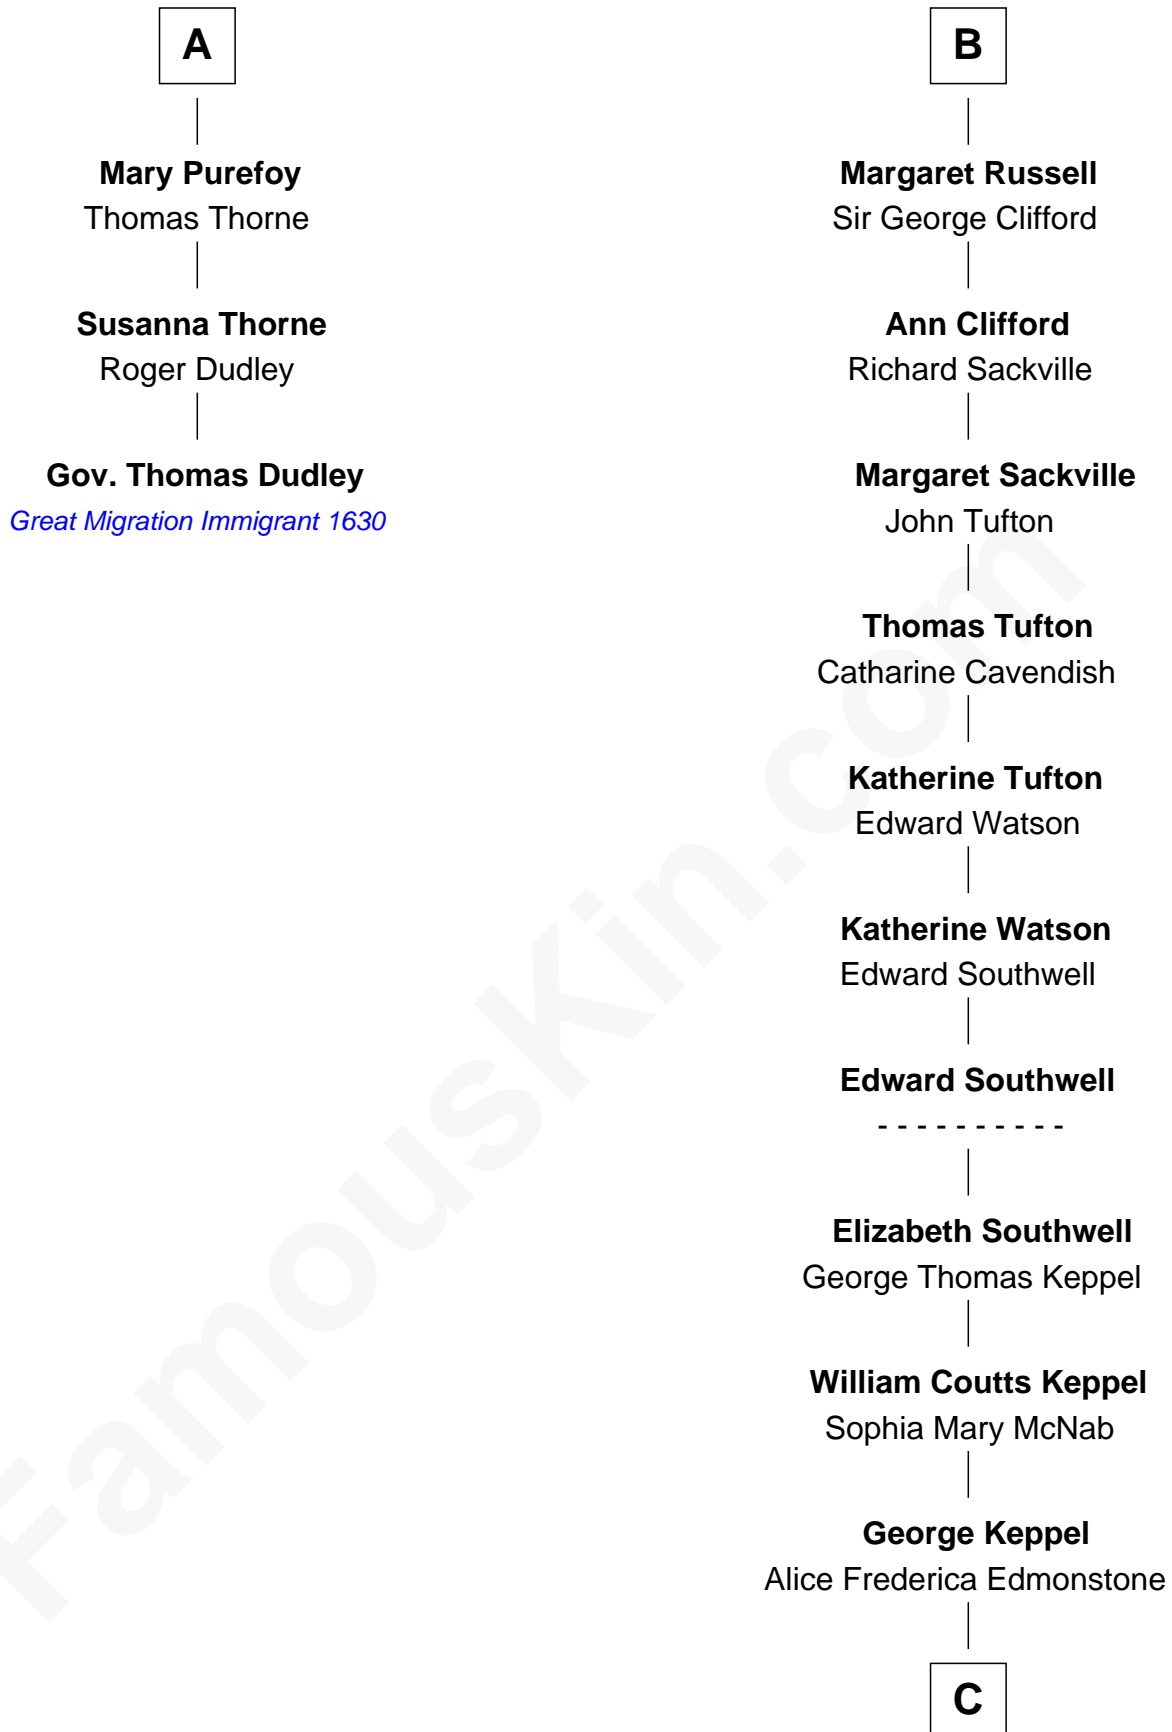 A
Mary Purefoy
Thomas Thorne
Susanna Thorne
Roger Dudley
Gov. Thomas Dudley
Great Migration Immigrant 1630
B
Margaret Russell
Sir George Clifford
Ann Clifford
Richard Sackville
Margaret Sackville
John Tufton
Thomas Tufton
Catharine Cavendish
Katherine Tufton
Edward Watson
Katherine Watson
Edward Southwell
Edward Southwell
- - - - - - - - - -
Elizabeth Southwell
George Thomas Keppel
William Coutts Keppel
Sophia Mary McNab
George Keppel
Alice Frederica Edmonstone
C
FamousKin.com